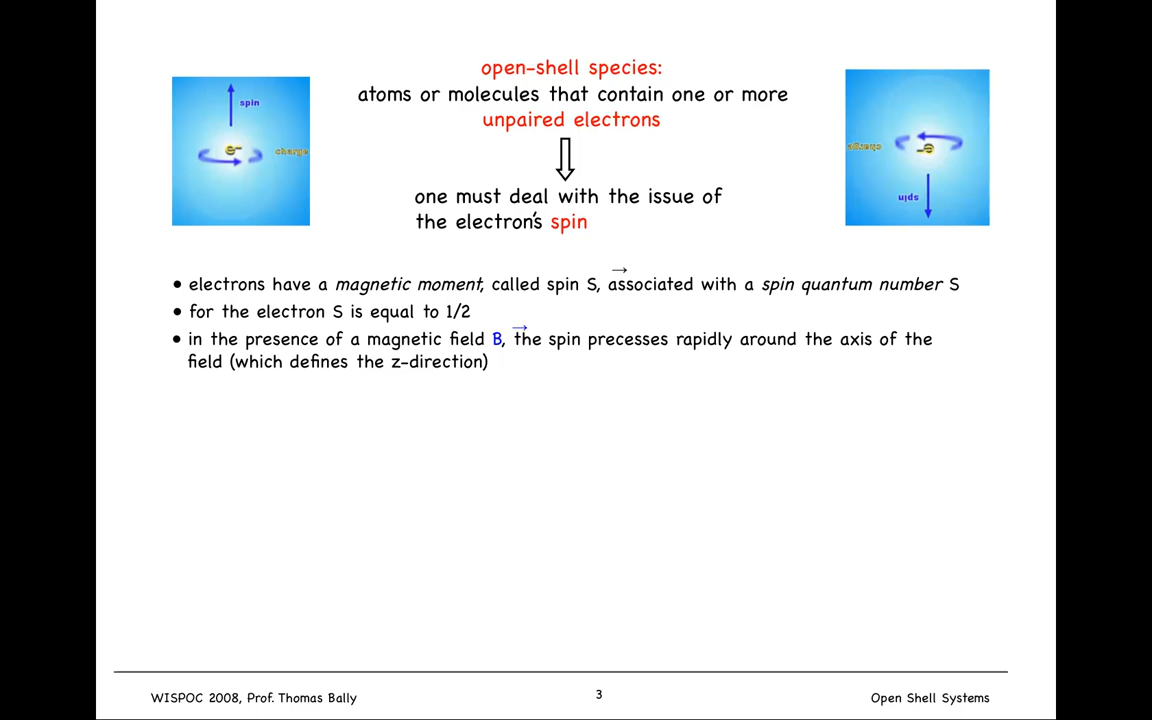 open-shell species:
atoms or molecules that contain one or more
unpaired electrons
spin
e-
charge
charge
-e
spin
one must deal with the issue of
the electron's spin
• electrons have a magnetic moment, called spin S, associated with a spin quantum number S
• for the electron S is equal to 1/2
• in the presence of a magnetic field B, the spin precesses rapidly around the axis of the
field (which defines the z-direction)
WISPOC 2008, Prof. Thomas Bally
3
Open Shell Systems